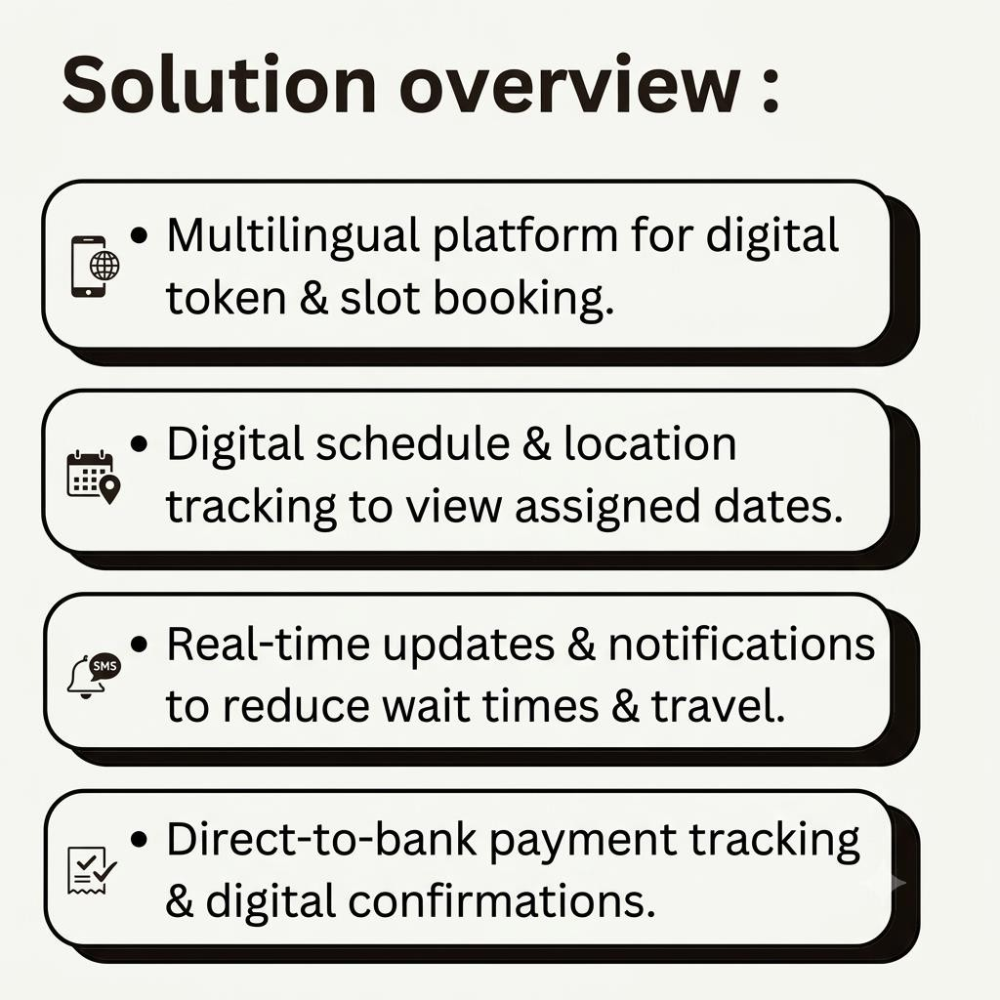 Solution overview :
• Multilingual platform for digital
token & slot booking.
• Digital schedule & location
tracking to view assigned dates.
• Real-time updates & notifications
SMS
to reduce wait times & travel.
• Direct-to-bank payment tracking
& digital confirmations.